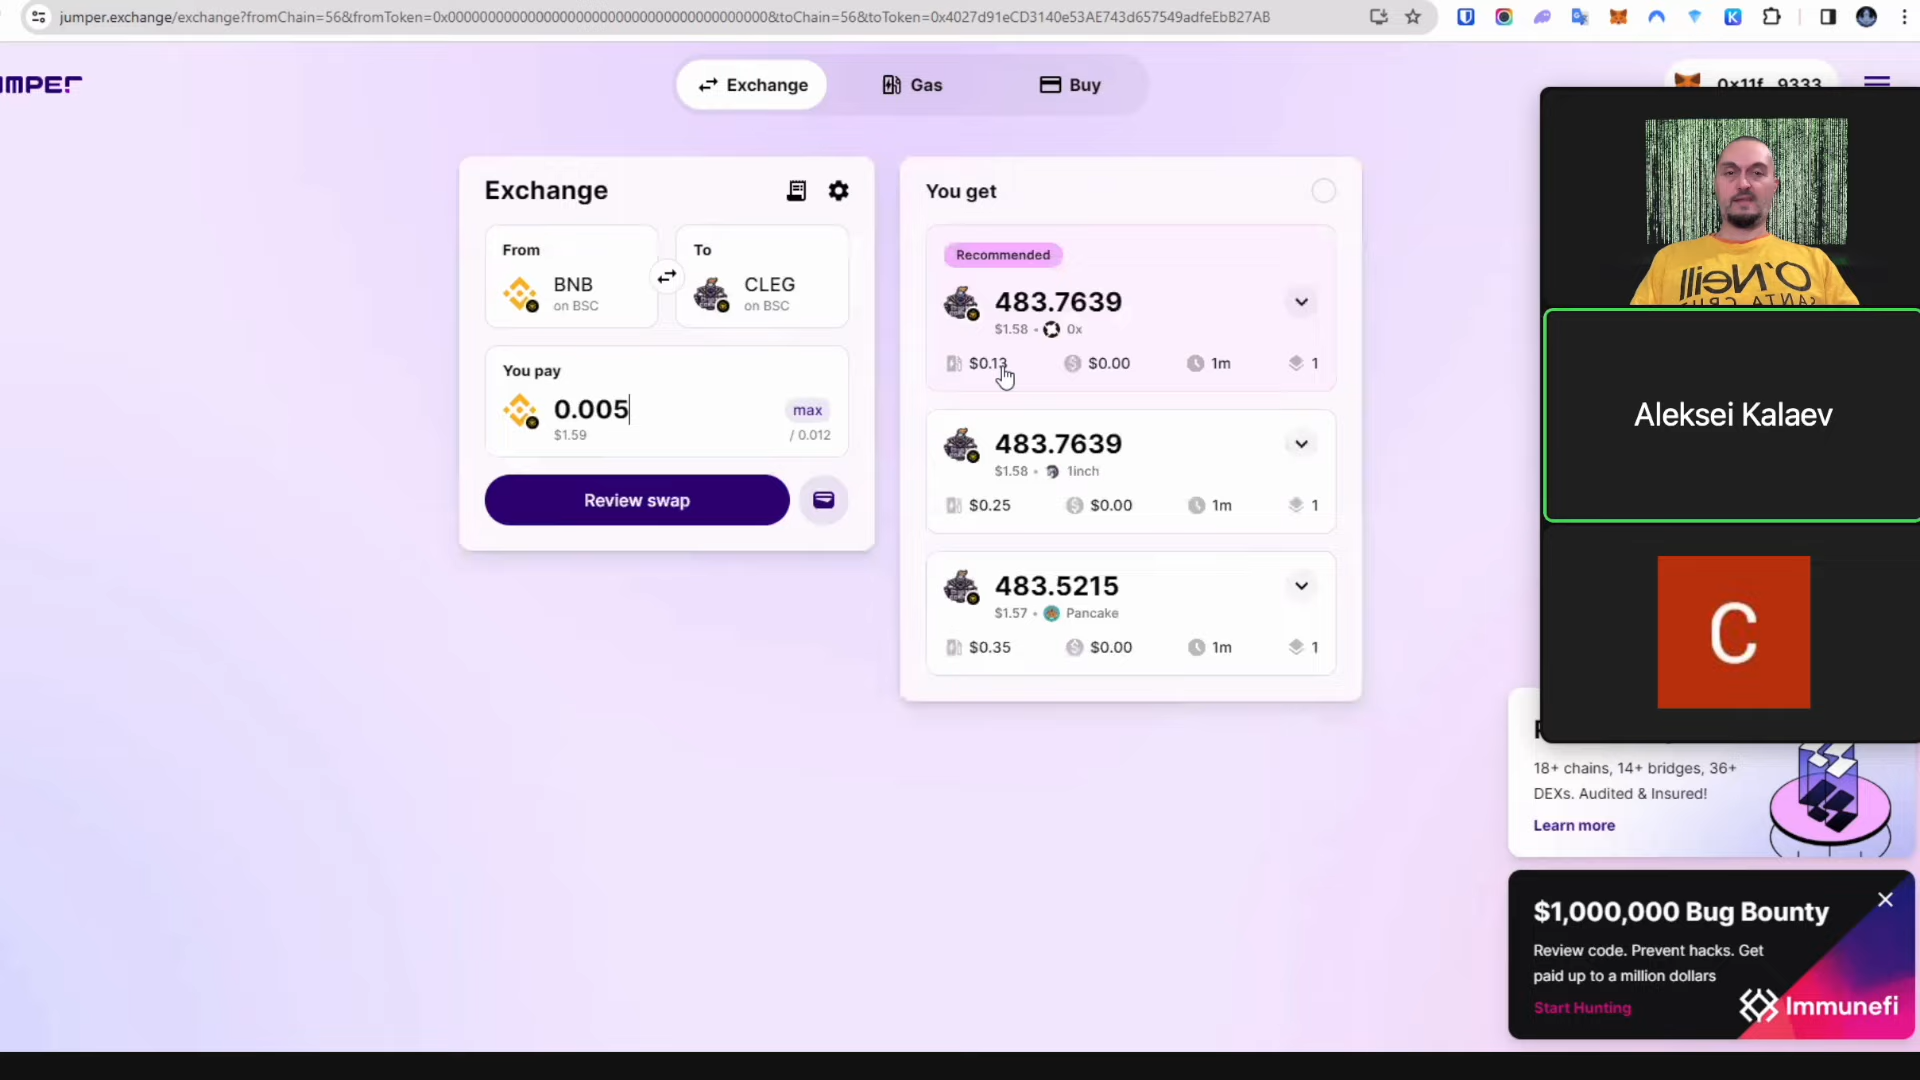 jumper.exchange/exchange?fromChain=56&fromToken=0x0000000000000000000000000000000000000000&toChain=56&toToken=0x4027d91eCD3140e53AE743d657549adfeEbB27AB
Exchange
Gas
Buy
0x11f...9333
Exchange
From
BNB
on BSC
To
CLEG
on BSC
You pay
0.005
$1.59
max
/ 0.012
Review swap
You get
Recommended
483.7639
$1.58 • 0x
$0.13 $0.00 1m 1
483.7639
$1.58 • 1inch
$0.25 $0.00 1m 1
483.5215
$1.57 • Pancake
$0.35 $0.00 1m 1
O'Neill
SANTA CRUZ
Aleksei Kalaev
C
18+ chains, 14+ bridges, 36+
DEXs. Audited & Insured!
Learn more
$1,000,000 Bug Bounty
Review code. Prevent hacks. Get
paid up to a million dollars
Start Hunting
Immunefi